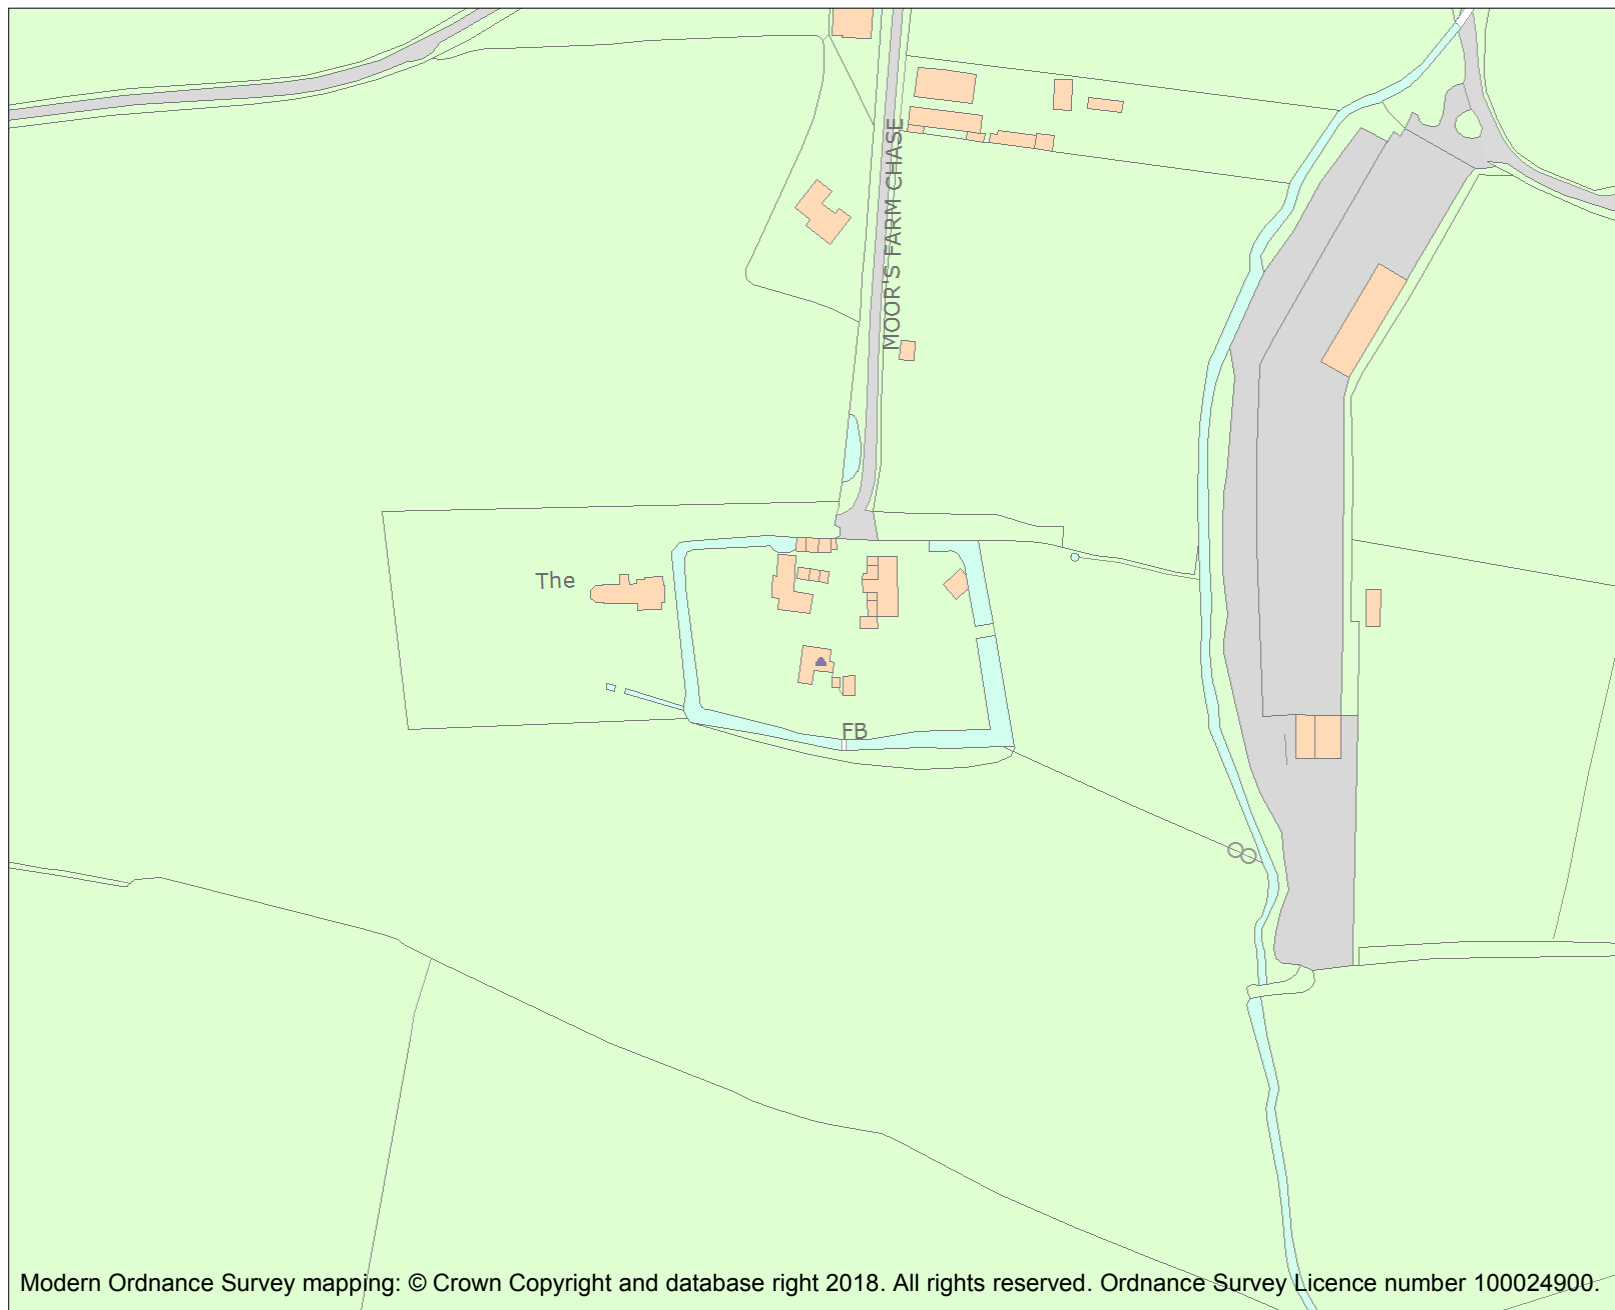 MOOR'S FARM CHASE
The
FB
Modern Ordnance Survey mapping: © Crown Copyright and database right 2018. All rights reserved. Ordnance Survey Licence number 100024900.